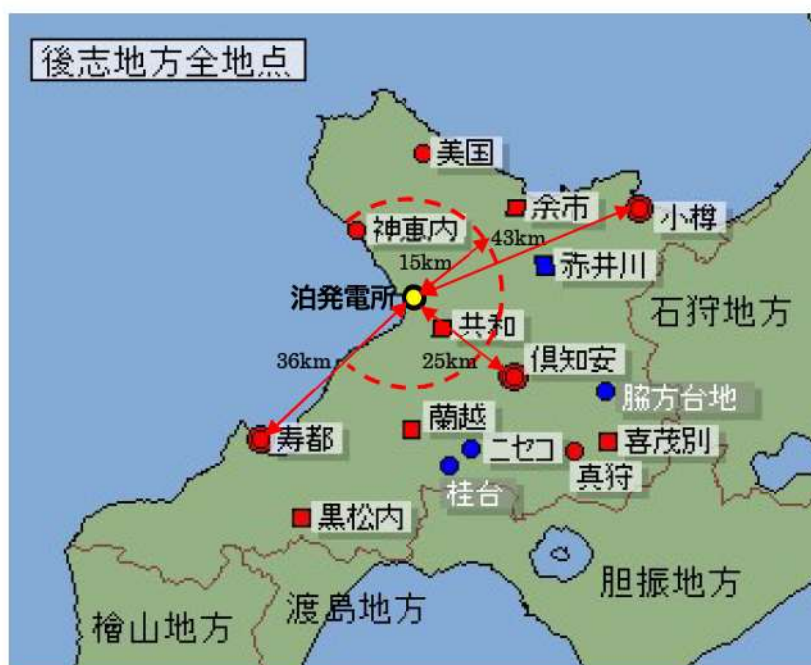 後志地方全地点
美国
余市
小樽
神恵内
43km
15km
赤井川
泊発電所
石狩地方
共和
36km
25km
倶知安
脇方台地
蘭越
寿都
ニセコ
喜茂別
真狩
桂台
黒松内
胆振地方
渡島地方
檜山地方